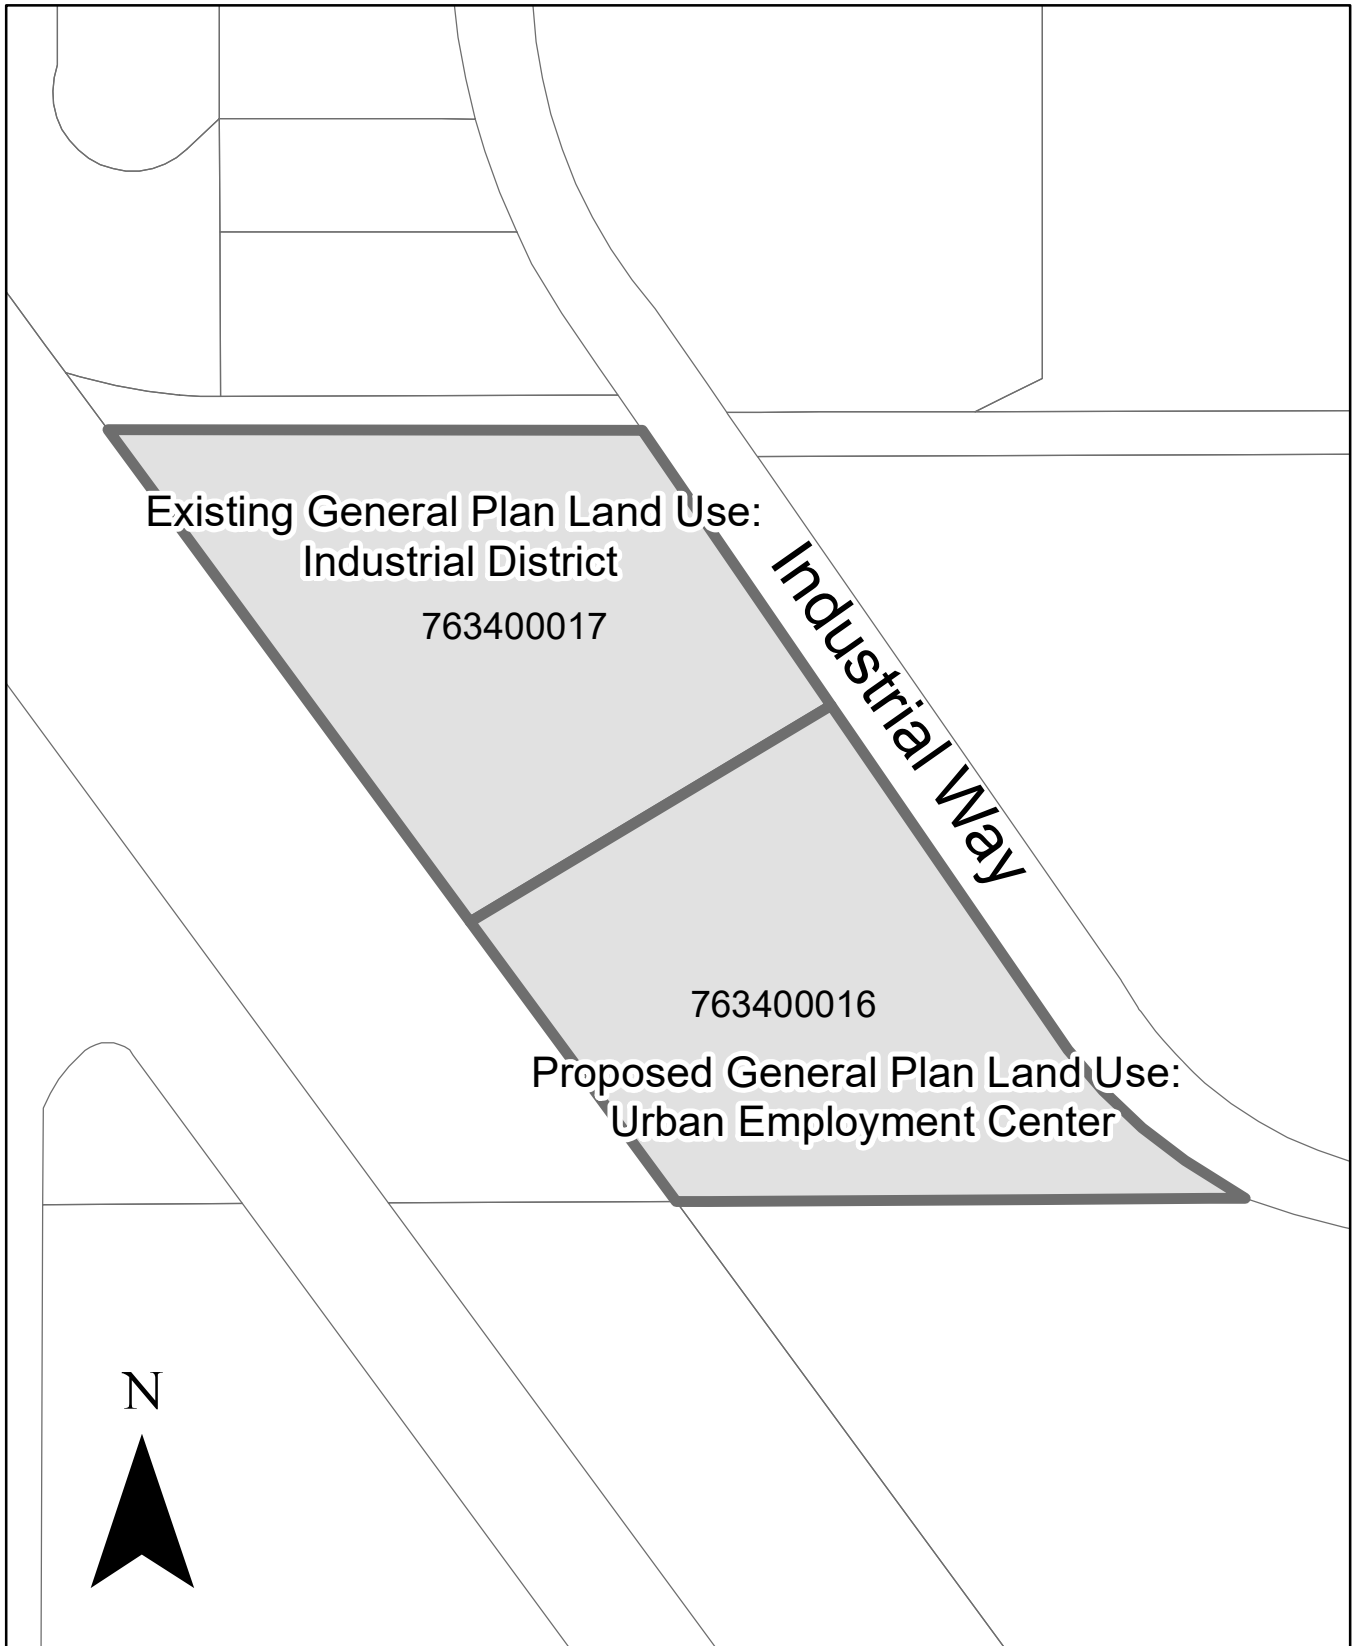 Existing General Plan Land Use:
Industrial District
763400017
Industrial Way
763400016
Proposed General Plan Land Use:
Urban Employment Center
N